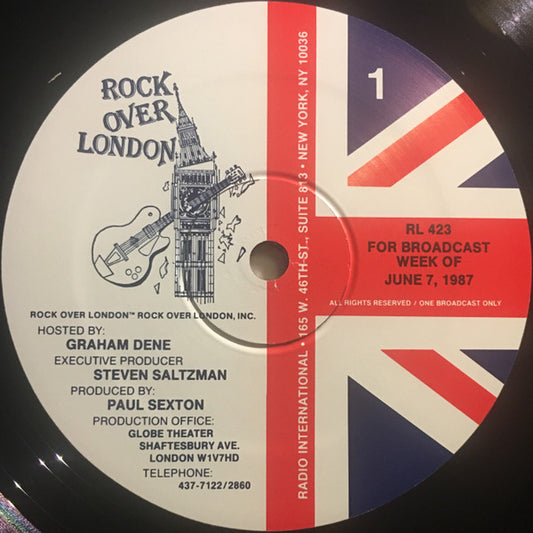 ROCK
OVER
LONDON
ROCK OVER LONDON™ ROCK OVER LONDON, INC.
HOSTED BY:
GRAHAM DENE
EXECUTIVE PRODUCER
STEVEN SALTZMAN
PRODUCED BY:
PAUL SEXTON
PRODUCTION OFFICE:
GLOBE THEATER
SHAFTESBURY AVE.
LONDON W1V7HD
TELEPHONE:
437-7122/2860
RADIO INTERNATIONAL • 165 W. 46TH ST., SUITE 813 • NEW YORK, NY 10036
1
RL 423
FOR BROADCAST
WEEK OF
JUNE 7, 1987
ALL RIGHTS RESERVED / ONE BROADCAST ONLY